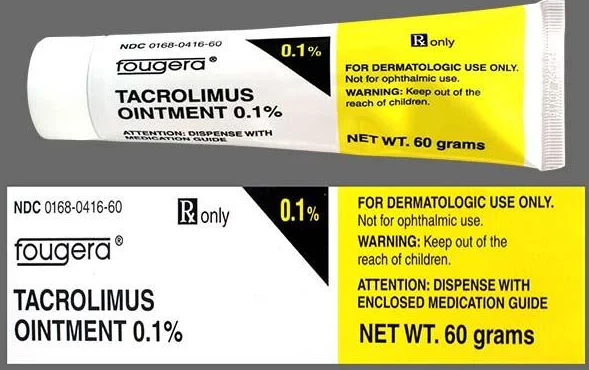 NDC 0168-0416-60
fougera®
TACROLIMUS
OINTMENT 0.1%
ATTENTION: DISPENSE WITH
MEDICATION GUIDE
0.1%
Rx only
FOR DERMATOLOGIC USE ONLY.
Not for ophthalmic use.
WARNING: Keep out of the
reach of children.
NET WT. 60 grams
NDC 0168-0416-60
Rx only
0.1%
fougera®
TACROLIMUS
OINTMENT 0.1%
FOR DERMATOLOGIC USE ONLY.
Not for ophthalmic use.
WARNING: Keep out of the
reach of children.
ATTENTION: DISPENSE WITH
ENCLOSED MEDICATION GUIDE
NET WT. 60 grams